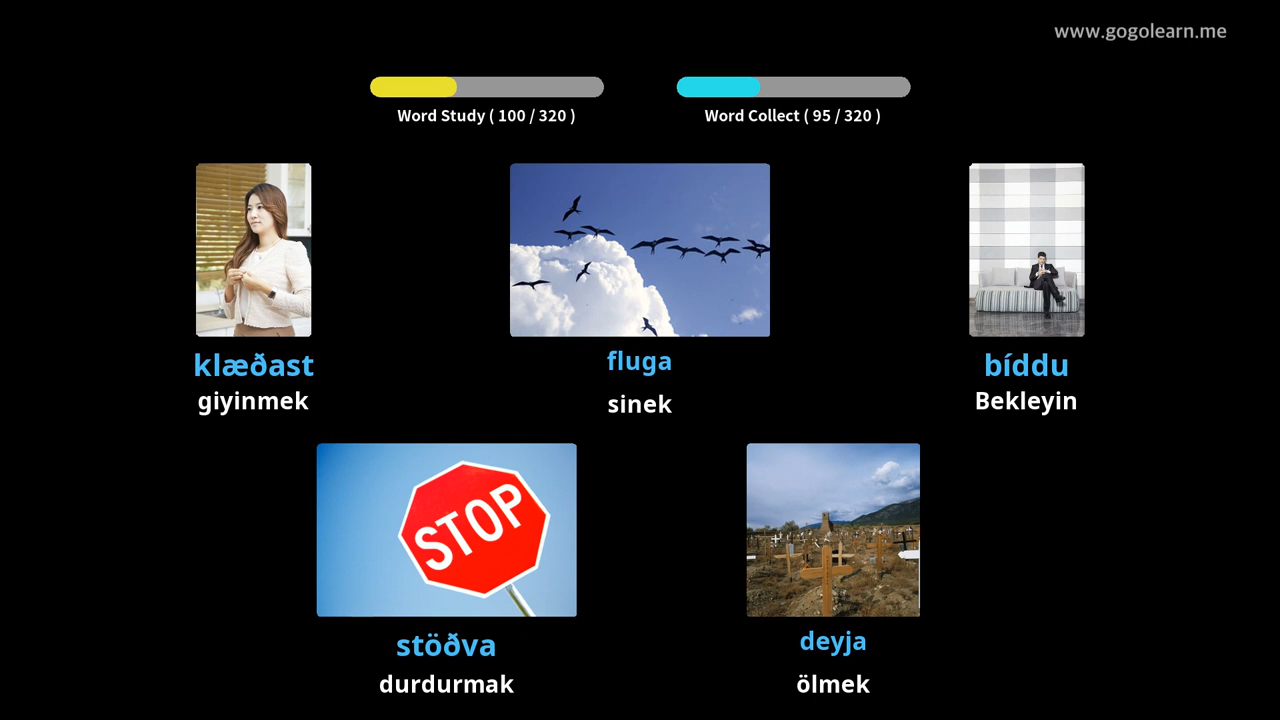 www.gogolearn.me
Word Study ( 100 / 320 )
Word Collect ( 95 / 320 )
klæðast
giyinmek
fluga
sinek
bíddu
Bekleyin
STOP
stöðva
durdurmak
deyja
ölmek